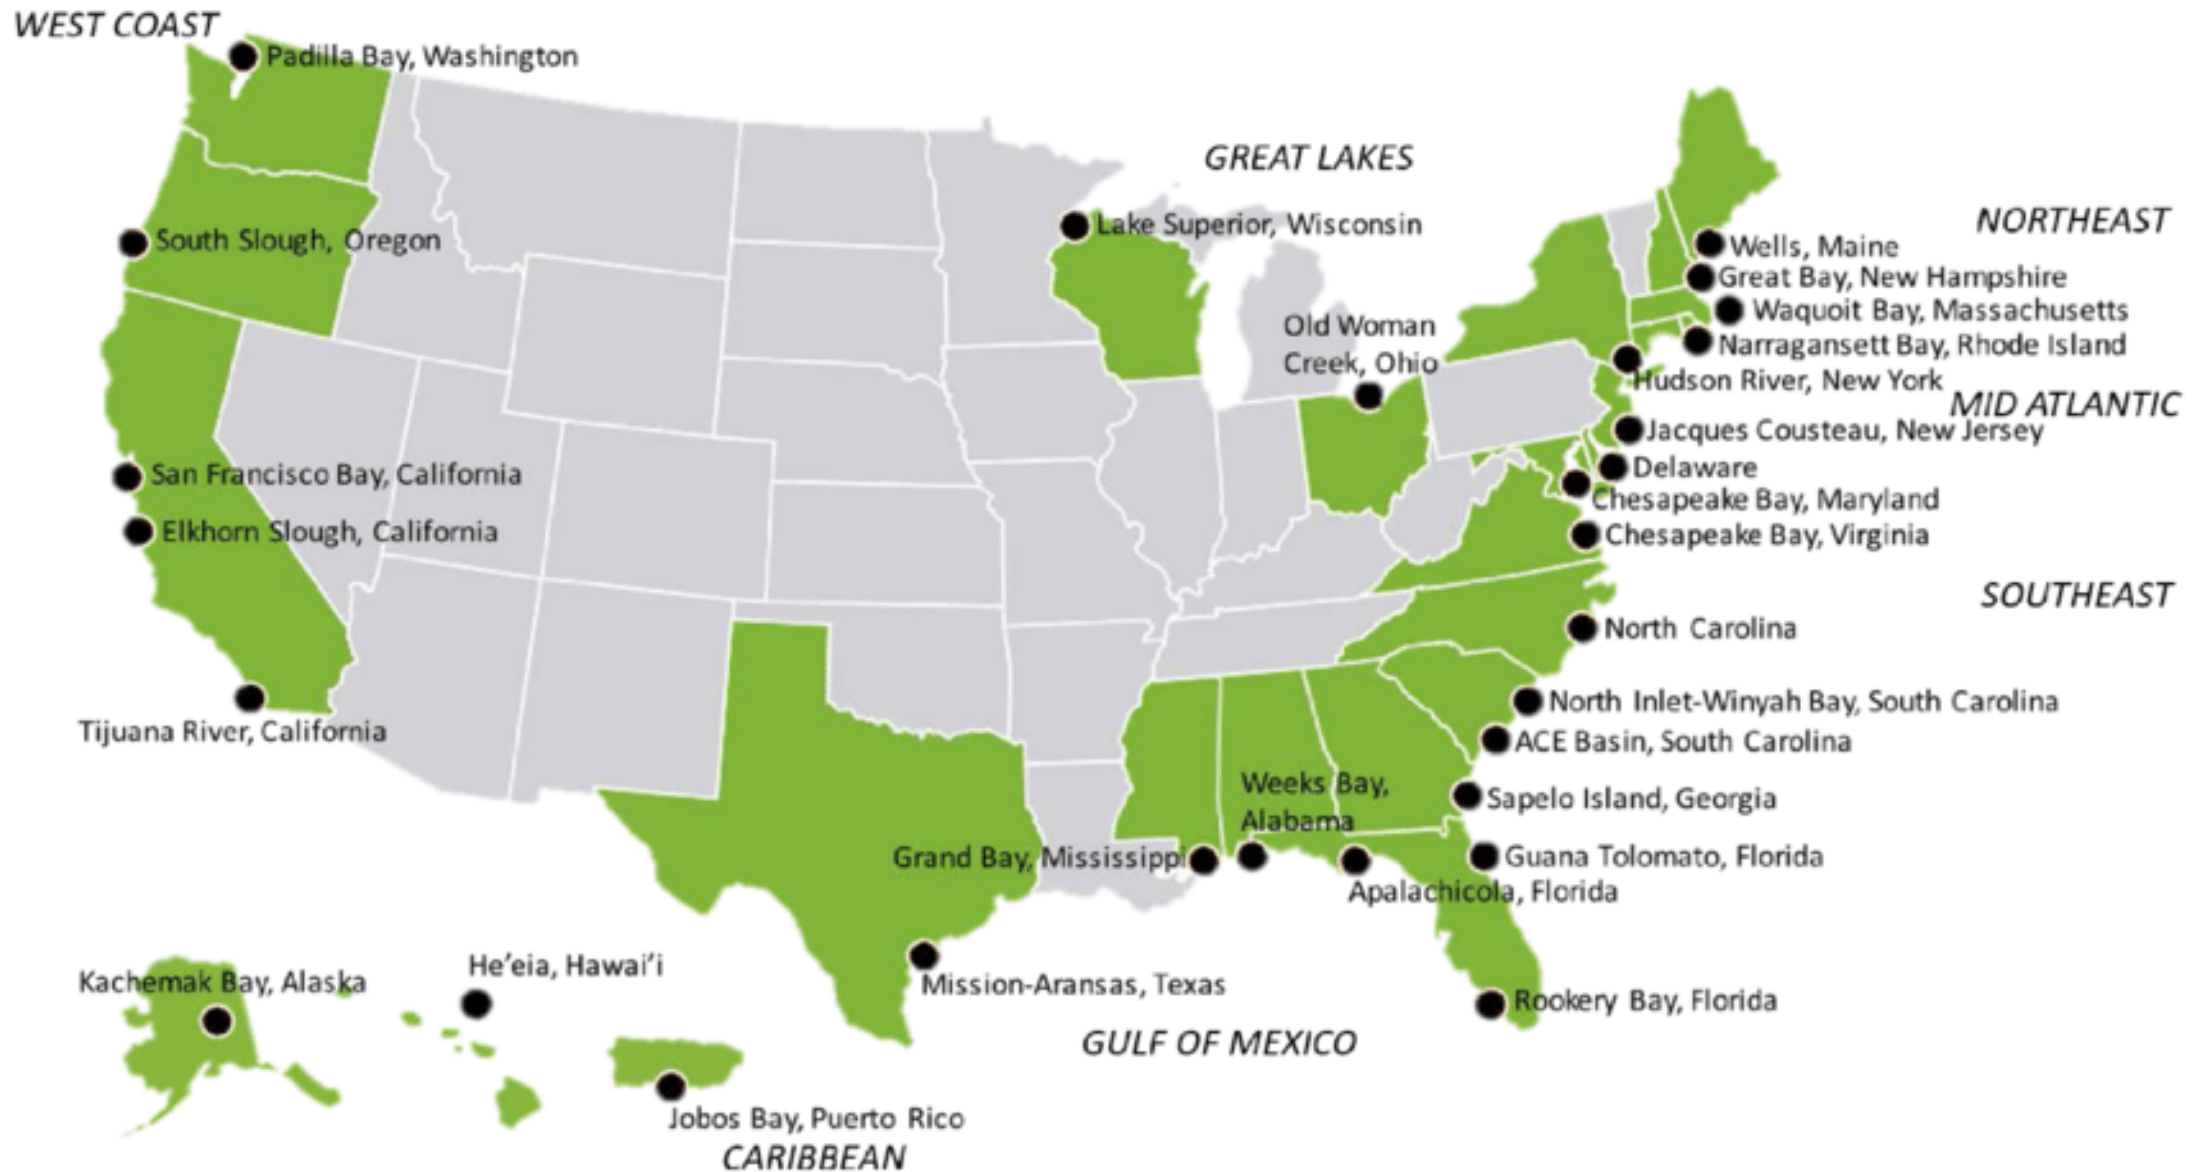 WEST COAST
Padilla Bay, Washington
South Slough, Oregon
San Francisco Bay, California
Elkhorn Slough, California
Tijuana River, California
GREAT LAKES
Lake Superior, Wisconsin
Old Woman
Creek, Ohio
NORTHEAST
Wells, Maine
Great Bay, New Hampshire
Waquoit Bay, Massachusetts
Narragansett Bay, Rhode Island
Hudson River, New York
MID ATLANTIC
Jacques Cousteau, New Jersey
Delaware
Chesapeake Bay, Maryland
Chesapeake Bay, Virginia
SOUTHEAST
North Carolina
North Inlet-Winyah Bay, South Carolina
ACE Basin, South Carolina
Sapelo Island, Georgia
Guana Tolomato, Florida
Weeks Bay,
Alabama
Grand Bay, Mississippi
Apalachicola, Florida
Rookery Bay, Florida
Mission-Aransas, Texas
GULF OF MEXICO
Kachemak Bay, Alaska
He’eia, Hawai’i
Jobos Bay, Puerto Rico
CARIBBEAN